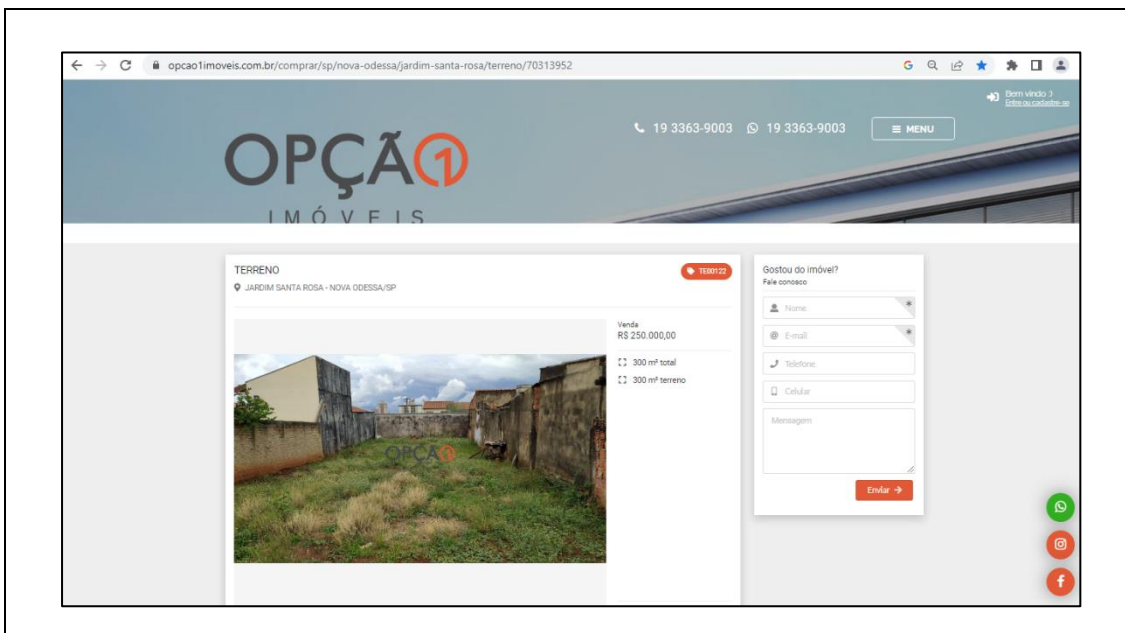 opcao1imoveis.com.br/comprar/sp/nova-odessa/jardim-santa-rosa/terreno/70313952
Bem vindo :)
Entre ou cadastre-se
19 3363-9003 19 3363-9003 MENU
OPÇÃ1
IMÓVEIS
TERRENO
TE00122
JARDIM SANTA ROSA - NOVA ODESSA/SP
Venda
R$ 250.000,00
300 m² total
300 m² terreno
OPÇÃ1
Gostou do imóvel?
Fale conosco
Nome
E-mail
Telefone
Celular
Mensagem
Enviar